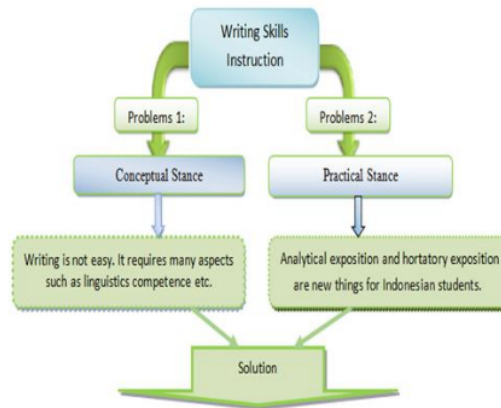 Writing Skills
Instruction
Problems 1:
Problems 2:
Conceptual Stance
Practical Stance
Writing is not easy. It requires many aspects
such as linguistics competence etc.
Analytical exposition and hortatory exposition
are new things for Indonesian students.
Solution